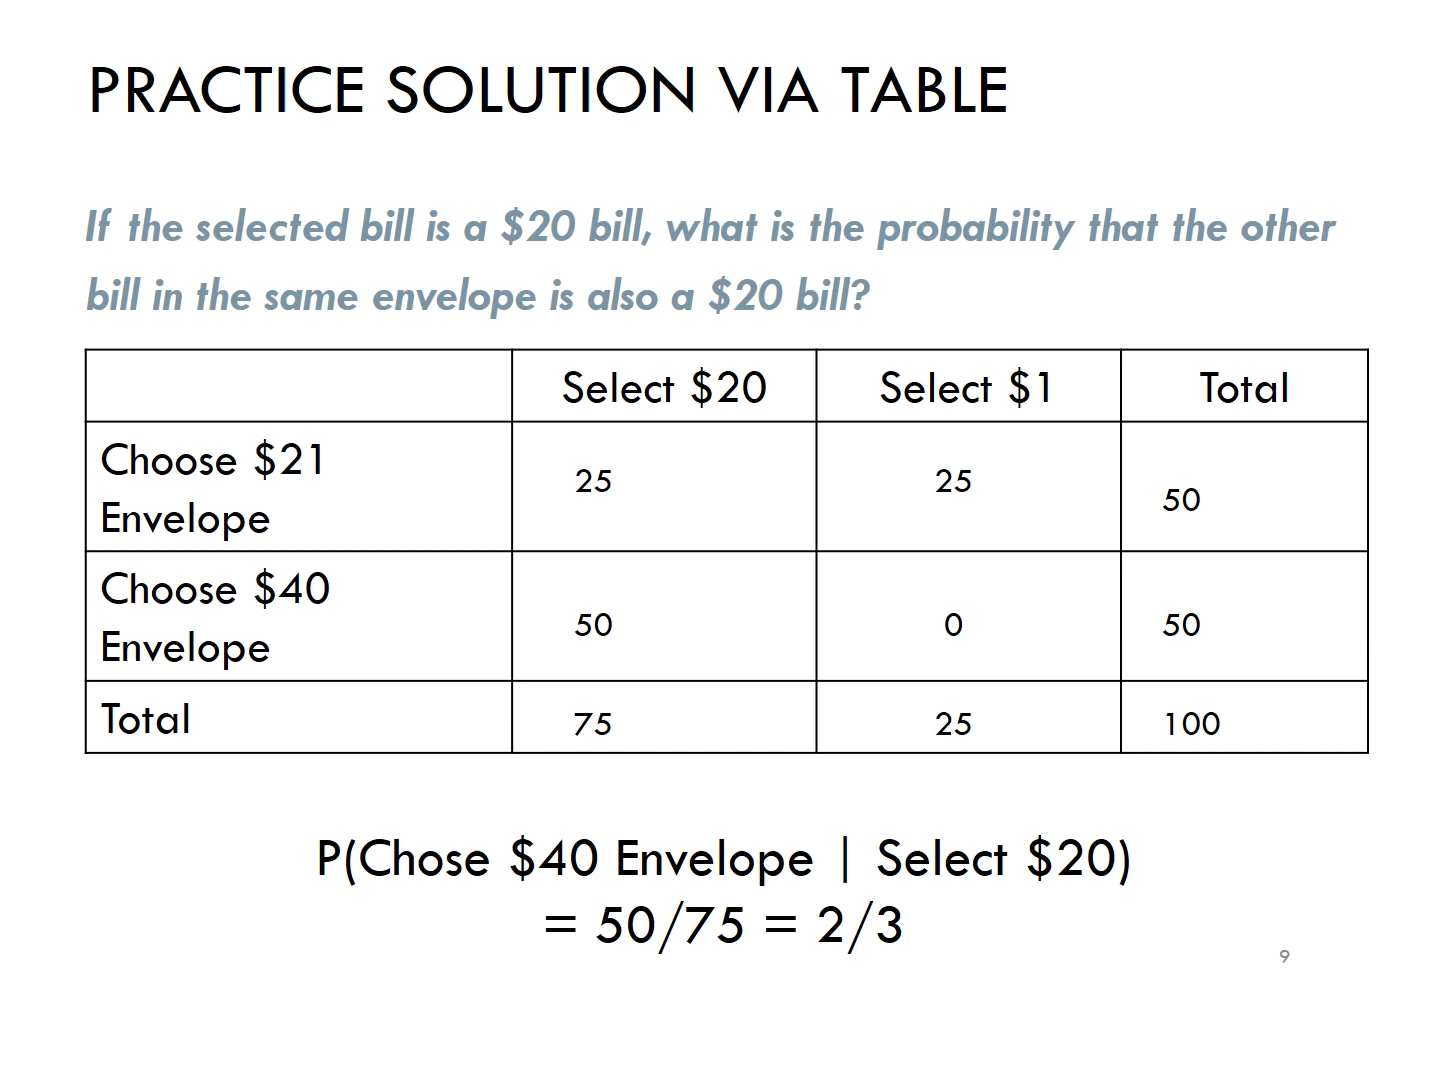 PRACTICE SOLUTION VIA TABLE
If the selected bill is a $20 bill, what is the probability that the other
bill in the same envelope is also a $20 bill?
Select $20 Select $1 Total
Choose $21
Envelope
25 25 50
Choose $40
Envelope
50 0 50
Total 75 25 100
P(Chose $40 Envelope | Select $20)
= 50/75 = 2/3
9